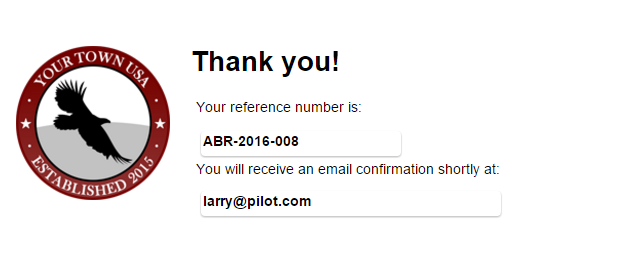 YOUR TOWN USA
ESTABLISHED 2015
Thank you!
Your reference number is:
ABR-2016-008
You will receive an email confirmation shortly at:
larry@pilot.com